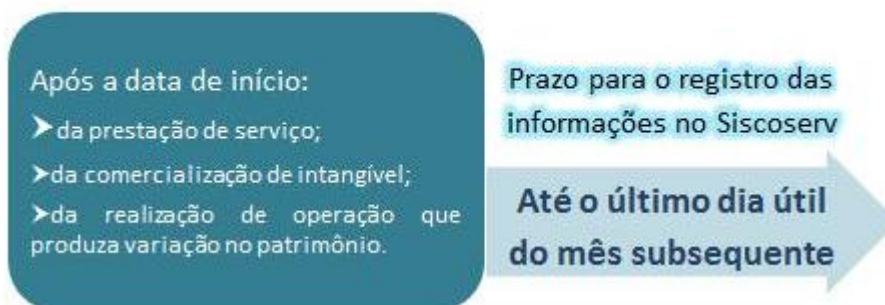 Após a data de início:
➤da prestação de serviço;
➤da comercialização de intangível;
➤da realização de operação que
produza variação no patrimônio.
Prazo para o registro das
informações no Siscoserv
Até o último dia útil
do mês subsequente